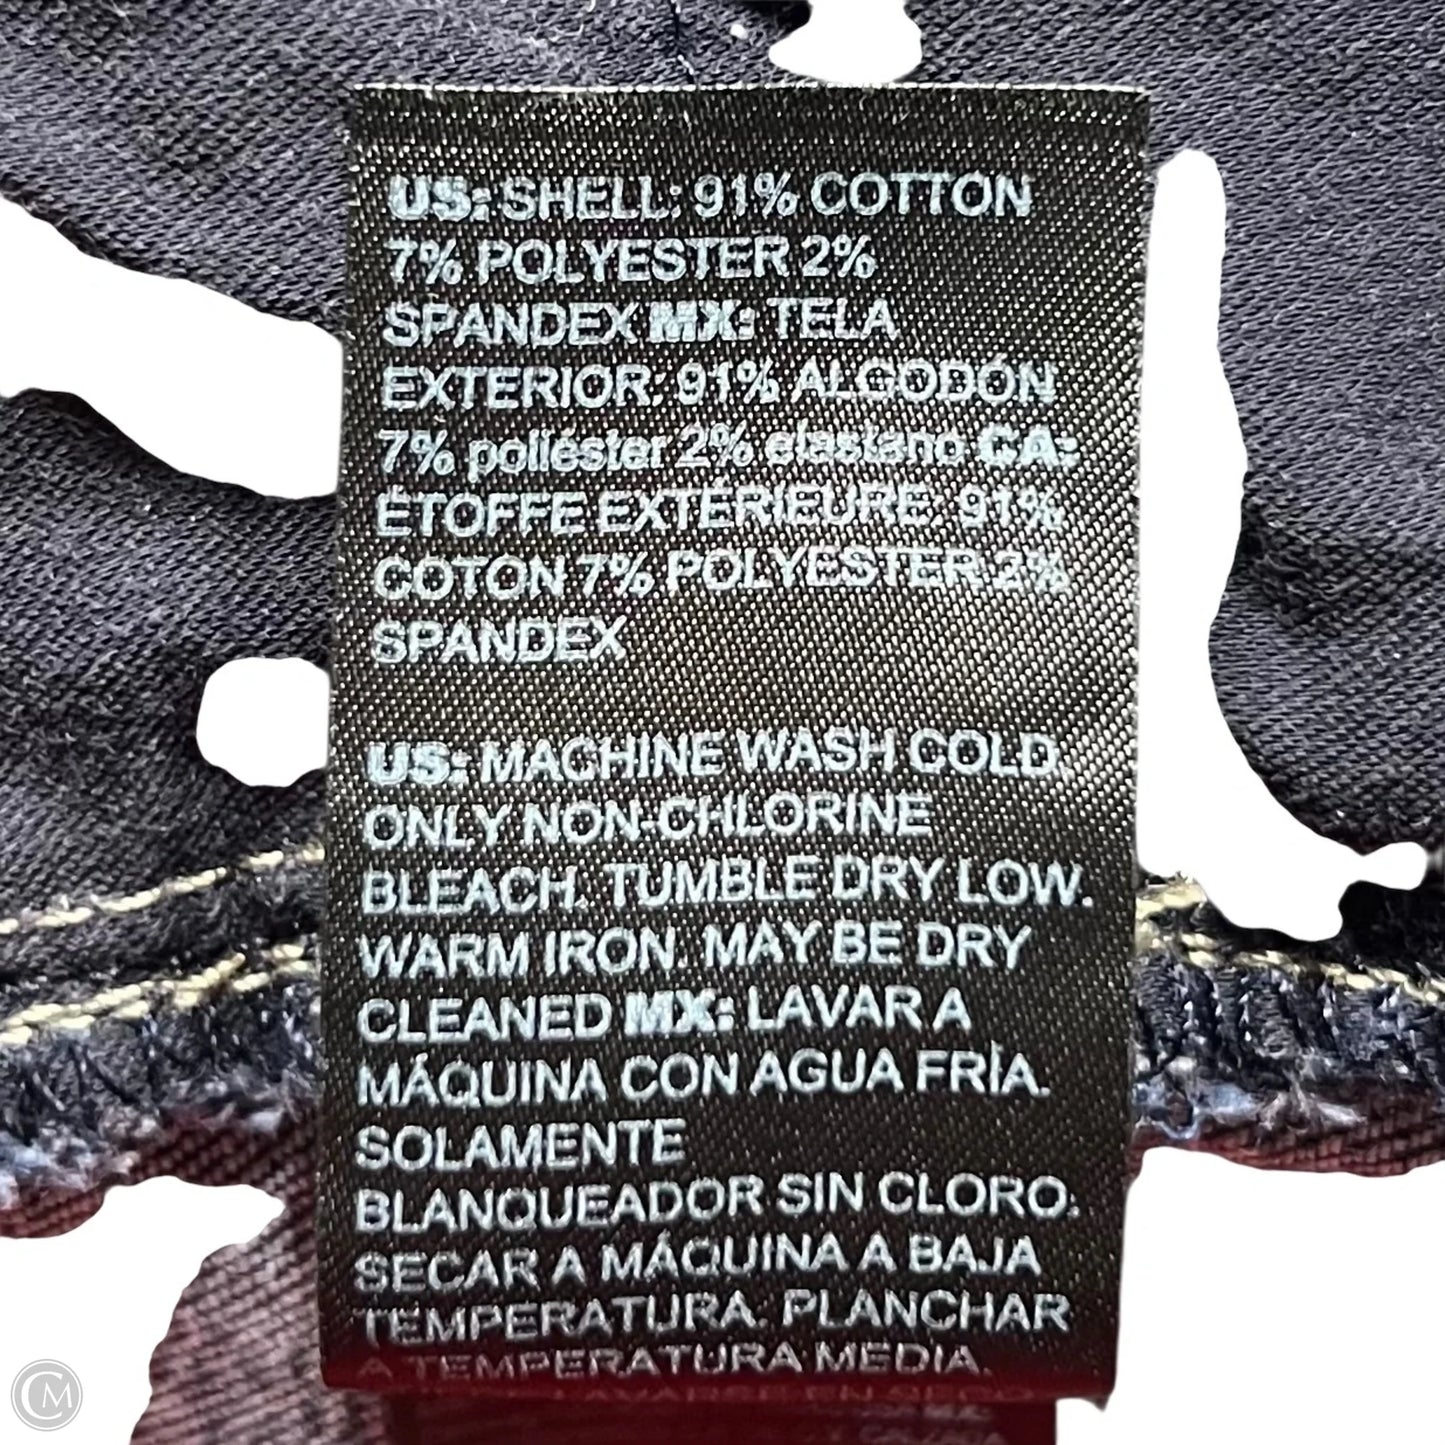 US: SHELL: 91% COTTON
7% POLYESTER 2%
SPANDEX MX: TELA
EXTERIOR: 91% ALGODÓN
7% poliéster 2% elastano CA:
ÉTOFFE EXTÉRIEURE: 91%
COTON 7% POLYESTER 2%
SPANDEX
US: MACHINE WASH COLD.
ONLY NON-CHLORINE
BLEACH. TUMBLE DRY LOW.
WARM IRON. MAY BE DRY
CLEANED MX: LAVAR A
MÁQUINA CON AGUA FRÍA.
SOLAMENTE
BLANQUEADOR SIN CLORO.
SECAR A MÁQUINA A BAJA
TEMPERATURA. PLANCHAR
A TEMPERATURA MEDIA.
CM